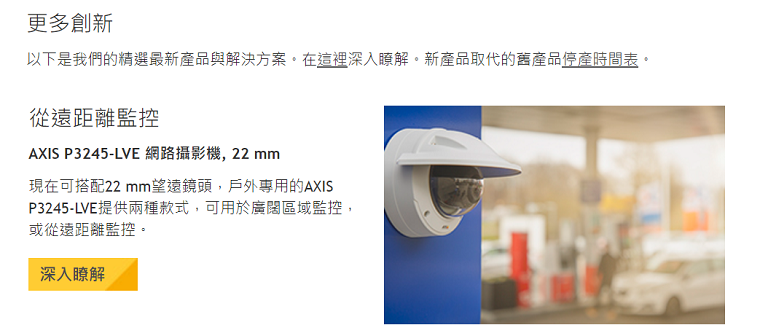 更多創新
以下是我們的精選最新產品與解決方案。在這裡深入瞭解。新產品取代的舊產品停產時間表。
從遠距離監控
AXIS P3245-LVE 網路攝影機, 22 mm
現在可搭配22 mm望遠鏡頭，戶外專用的AXIS
P3245-LVE提供兩種款式，可用於廣闊區域監控，
或從遠距離監控。
深入瞭解